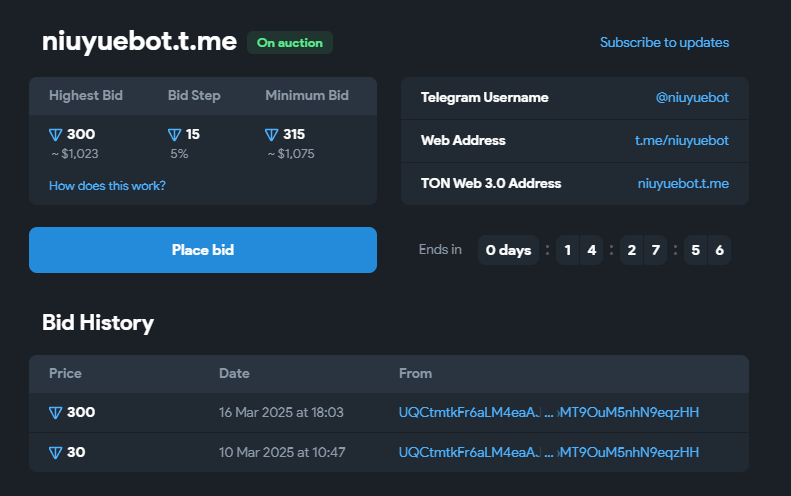 niuyuebot.t.me On auction Subscribe to updates
Highest Bid Bid Step Minimum Bid
300 15 315
~ $1,023 5% ~ $1,075
How does this work?
Telegram Username @niuyuebot
Web Address t.me/niuyuebot
TON Web 3.0 Address niuyuebot.t.me
Place bid
Ends in 0 days : 1 4 : 2 7 : 5 6
Bid History
Price Date From
300 16 Mar 2025 at 18:03 UQCtmtkFr6aLM4eaA... MT9OuM5nhN9eqzHH
30 10 Mar 2025 at 10:47 UQCtmtkFr6aLM4eaA... MT9OuM5nhN9eqzHH